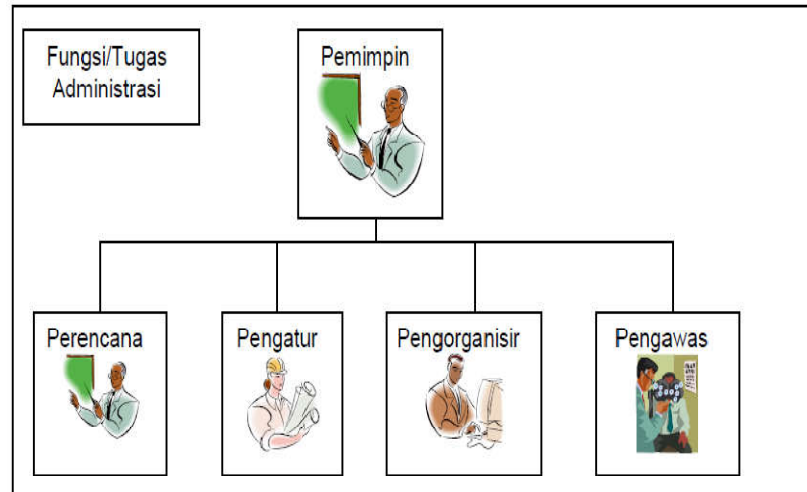 Fungsi/Tugas
Administrasi
Pemimpin
Perencana
Pengatur
Pengorganisir
Pengawas